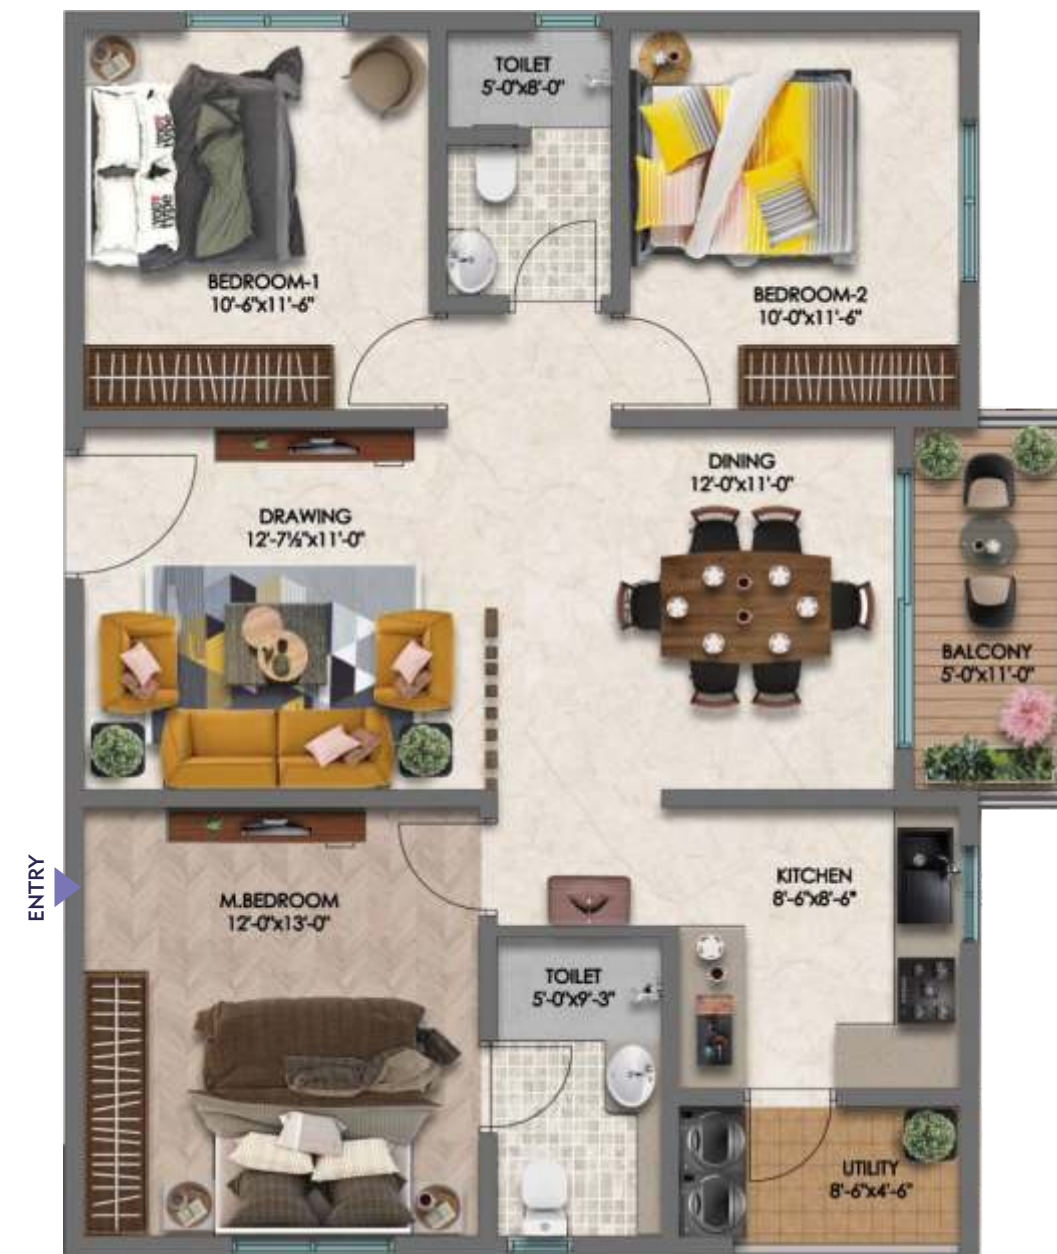 TOILET
5'-0"x8'-0"
BEDROOM-1
10'-6"x11'-6"
BEDROOM-2
10'-0"x11'-6"
DINING
12'-0"x11'-0"
DRAWING
12'-7½"x11'-0"
BALCONY
5'-0"x11'-0"
ENTRY
M.BEDROOM
12'-0"x13'-0"
KITCHEN
8'-6"x8'-6"
TOILET
5'-0"x9'-3"
UTILITY
8'-6"x4'-6"